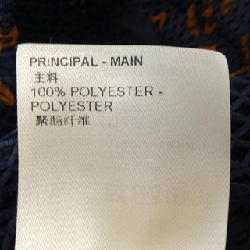 PRINCIPAL - MAIN
主料
100% POLYESTER -
POLYESTER
聚酯纤维